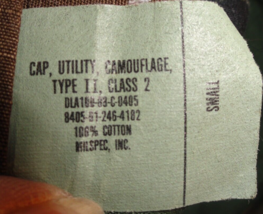 CAP, UTILITY, CAMOUFLAGE,
TYPE II, CLASS 2
DLA100-83-C-0405
8405-01-246-4182
100% COTTON
MILSPEC, INC.
SMALL